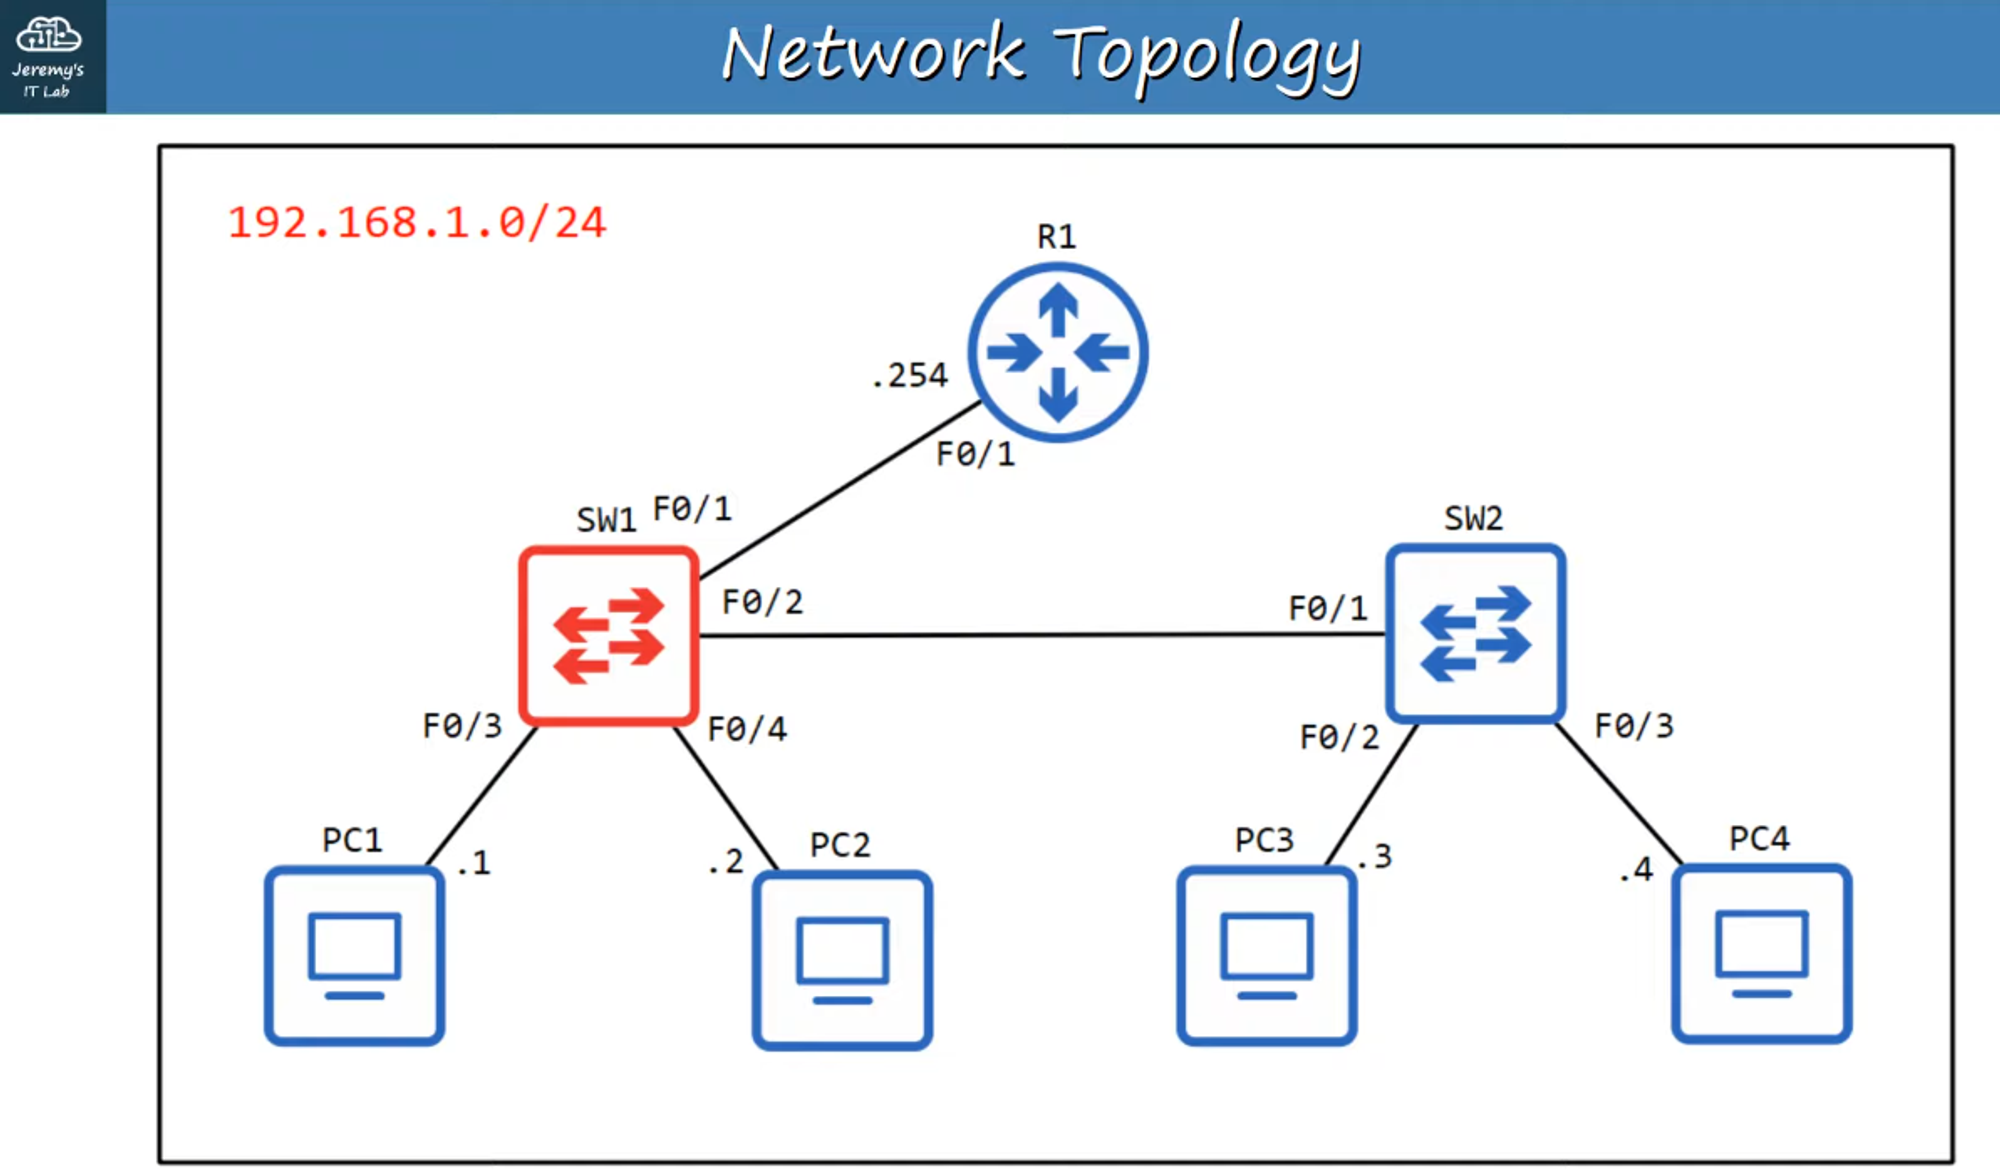 Jeremy's
IT Lab
Network Topology
192.168.1.0/24
R1
.254
F0/1
SW1
F0/1
SW2
F0/2
F0/1
F0/3
F0/4
F0/2
F0/3
PC1
.1
.2
PC2
PC3
.3
.4
PC4